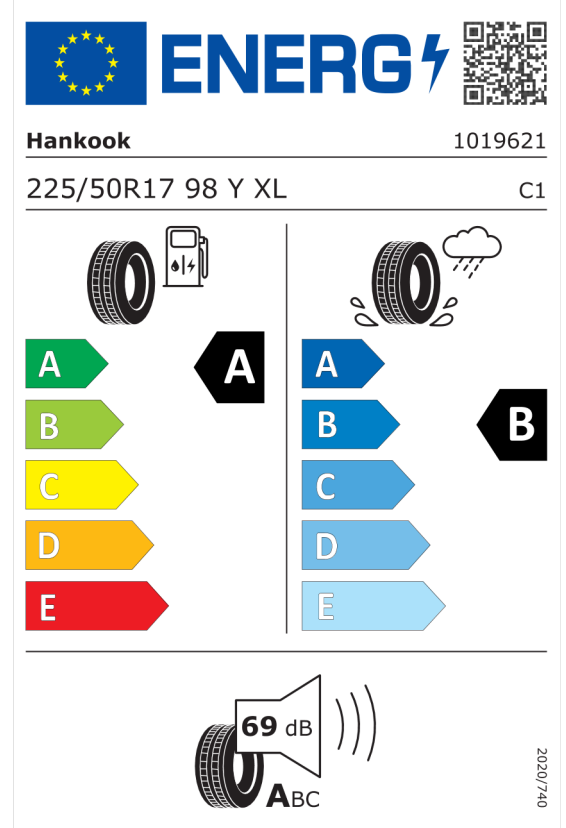 ENERG
Hankook
1019621
225/50R17 98 Y XL
C1
A
A
B
C
D
E
A
B
B
C
D
E
69 dB
ABC
2020/740